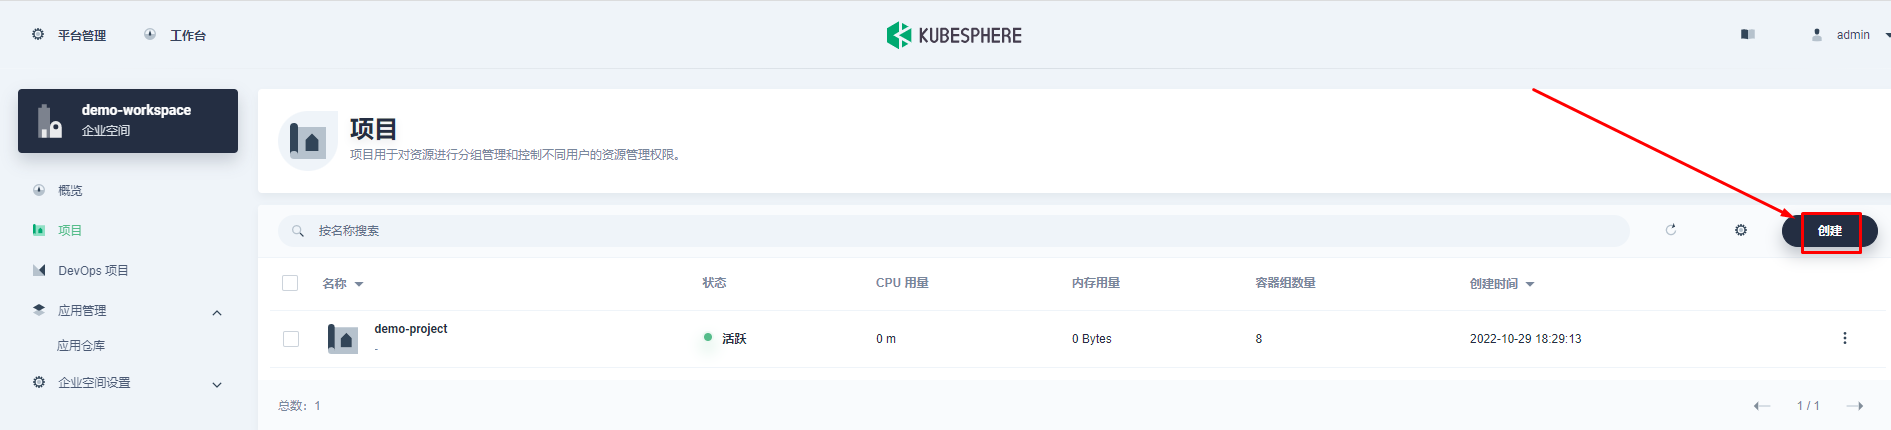 平台管理
工作台
KUBESPHERE
admin
demo-workspace
企业空间
概览
项目
DevOps 项目
应用管理
应用仓库
企业空间设置
项目
项目用于对资源进行分组管理和控制不同用户的资源管理权限。
按名称搜索
创建
名称 状态 CPU 用量 内存用量 容器组数量 创建时间
demo-project 活跃 0 m 0 Bytes 8 2022-10-29 18:29:13
-
总数：1
1 / 1